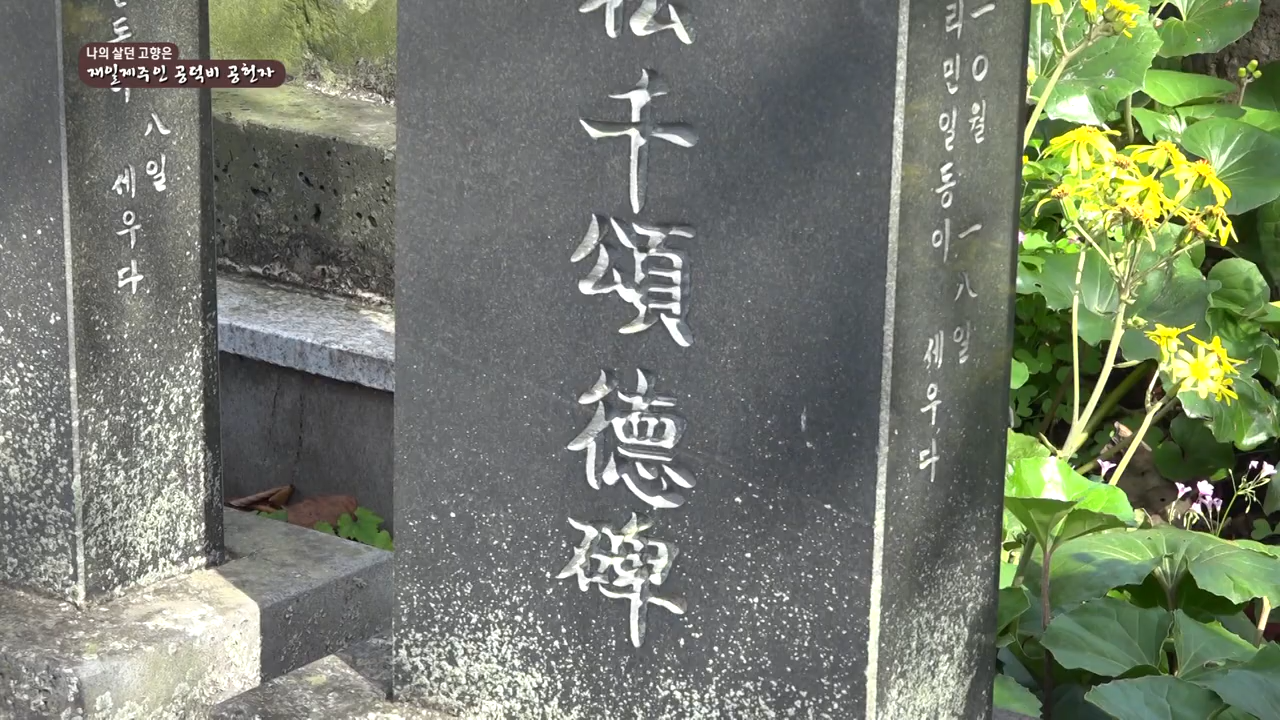 나의 살던 고향은
재일제주인 공덕비 공헌자
八일
세우다
松千頌德碑
一〇월 一八일
리민일동이 세우다